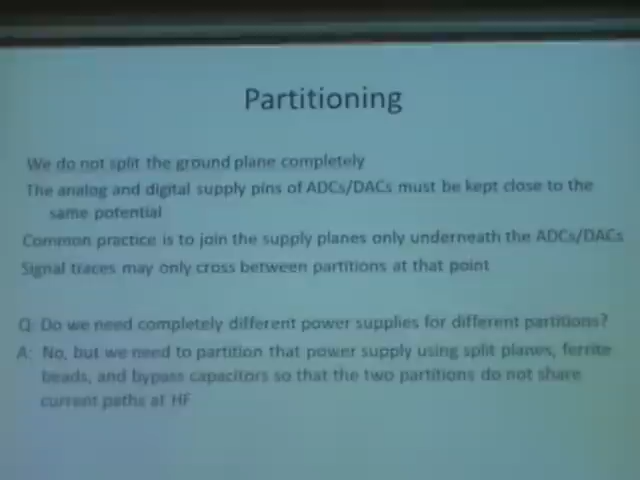 Partitioning
We do not split the ground plane completely
The analog and digital supply pins of ADCs/DACs must be kept close to the
same potential
Common practice is to join the supply planes only underneath the ADCs/DACs
Signal traces may only cross between partitions at that point
Q: Do we need completely different power supplies for different partitions?
A: No, but we need to partition that power supply using split planes, ferrite
beads, and bypass capacitors so that the two partitions do not share
current paths at HF